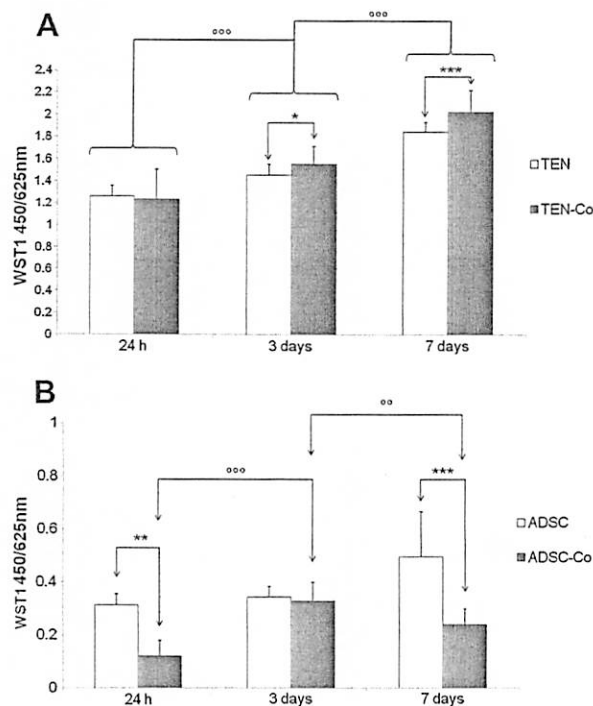 A
°°°
°°°
WST1 450/625nm
2.4
2.2
2
1.8
1.6
1.4
1.2
1
0.8
0.6
0.4
0.2
0
*
***
TEN
TEN-Co
24 h
3 days
7 days
B
°°
°°°
WST1 450/625nm
1
0.8
0.6
0.4
0.2
0
**
***
ADSC
ADSC-Co
24 h
3 days
7 days